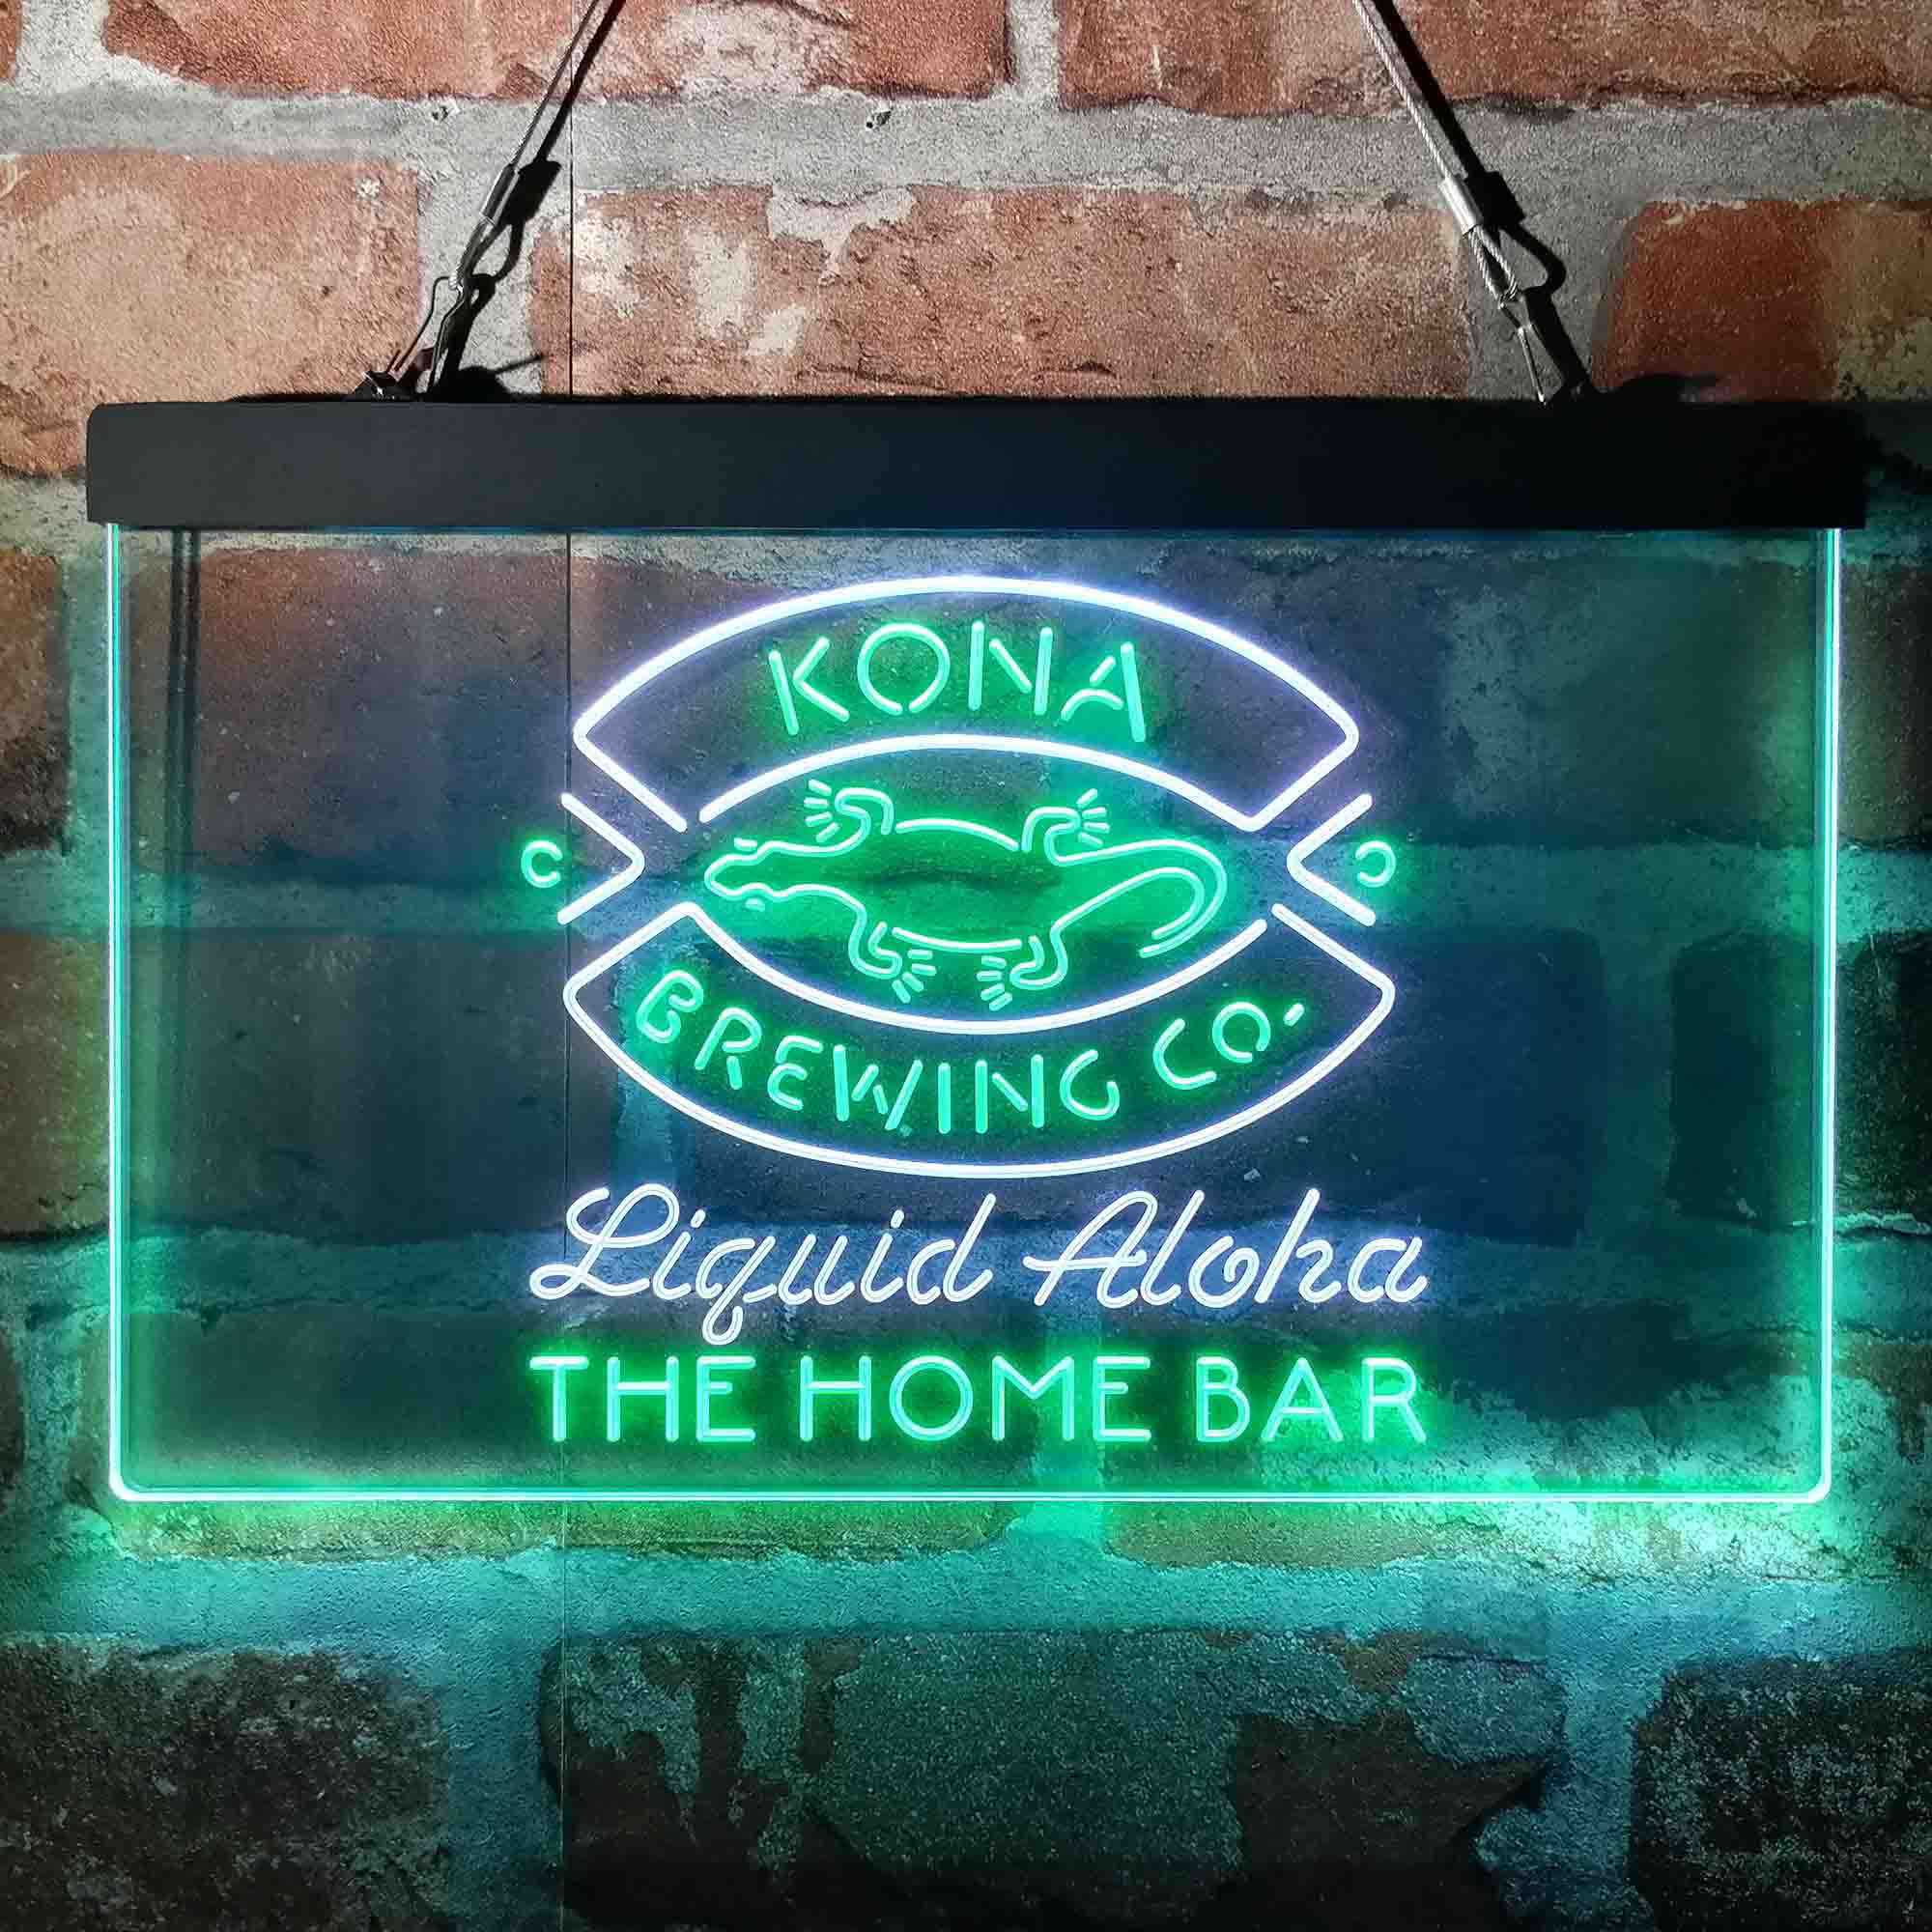 KONA
BREWING CO.
Liquid Aloha
THE HOME BAR